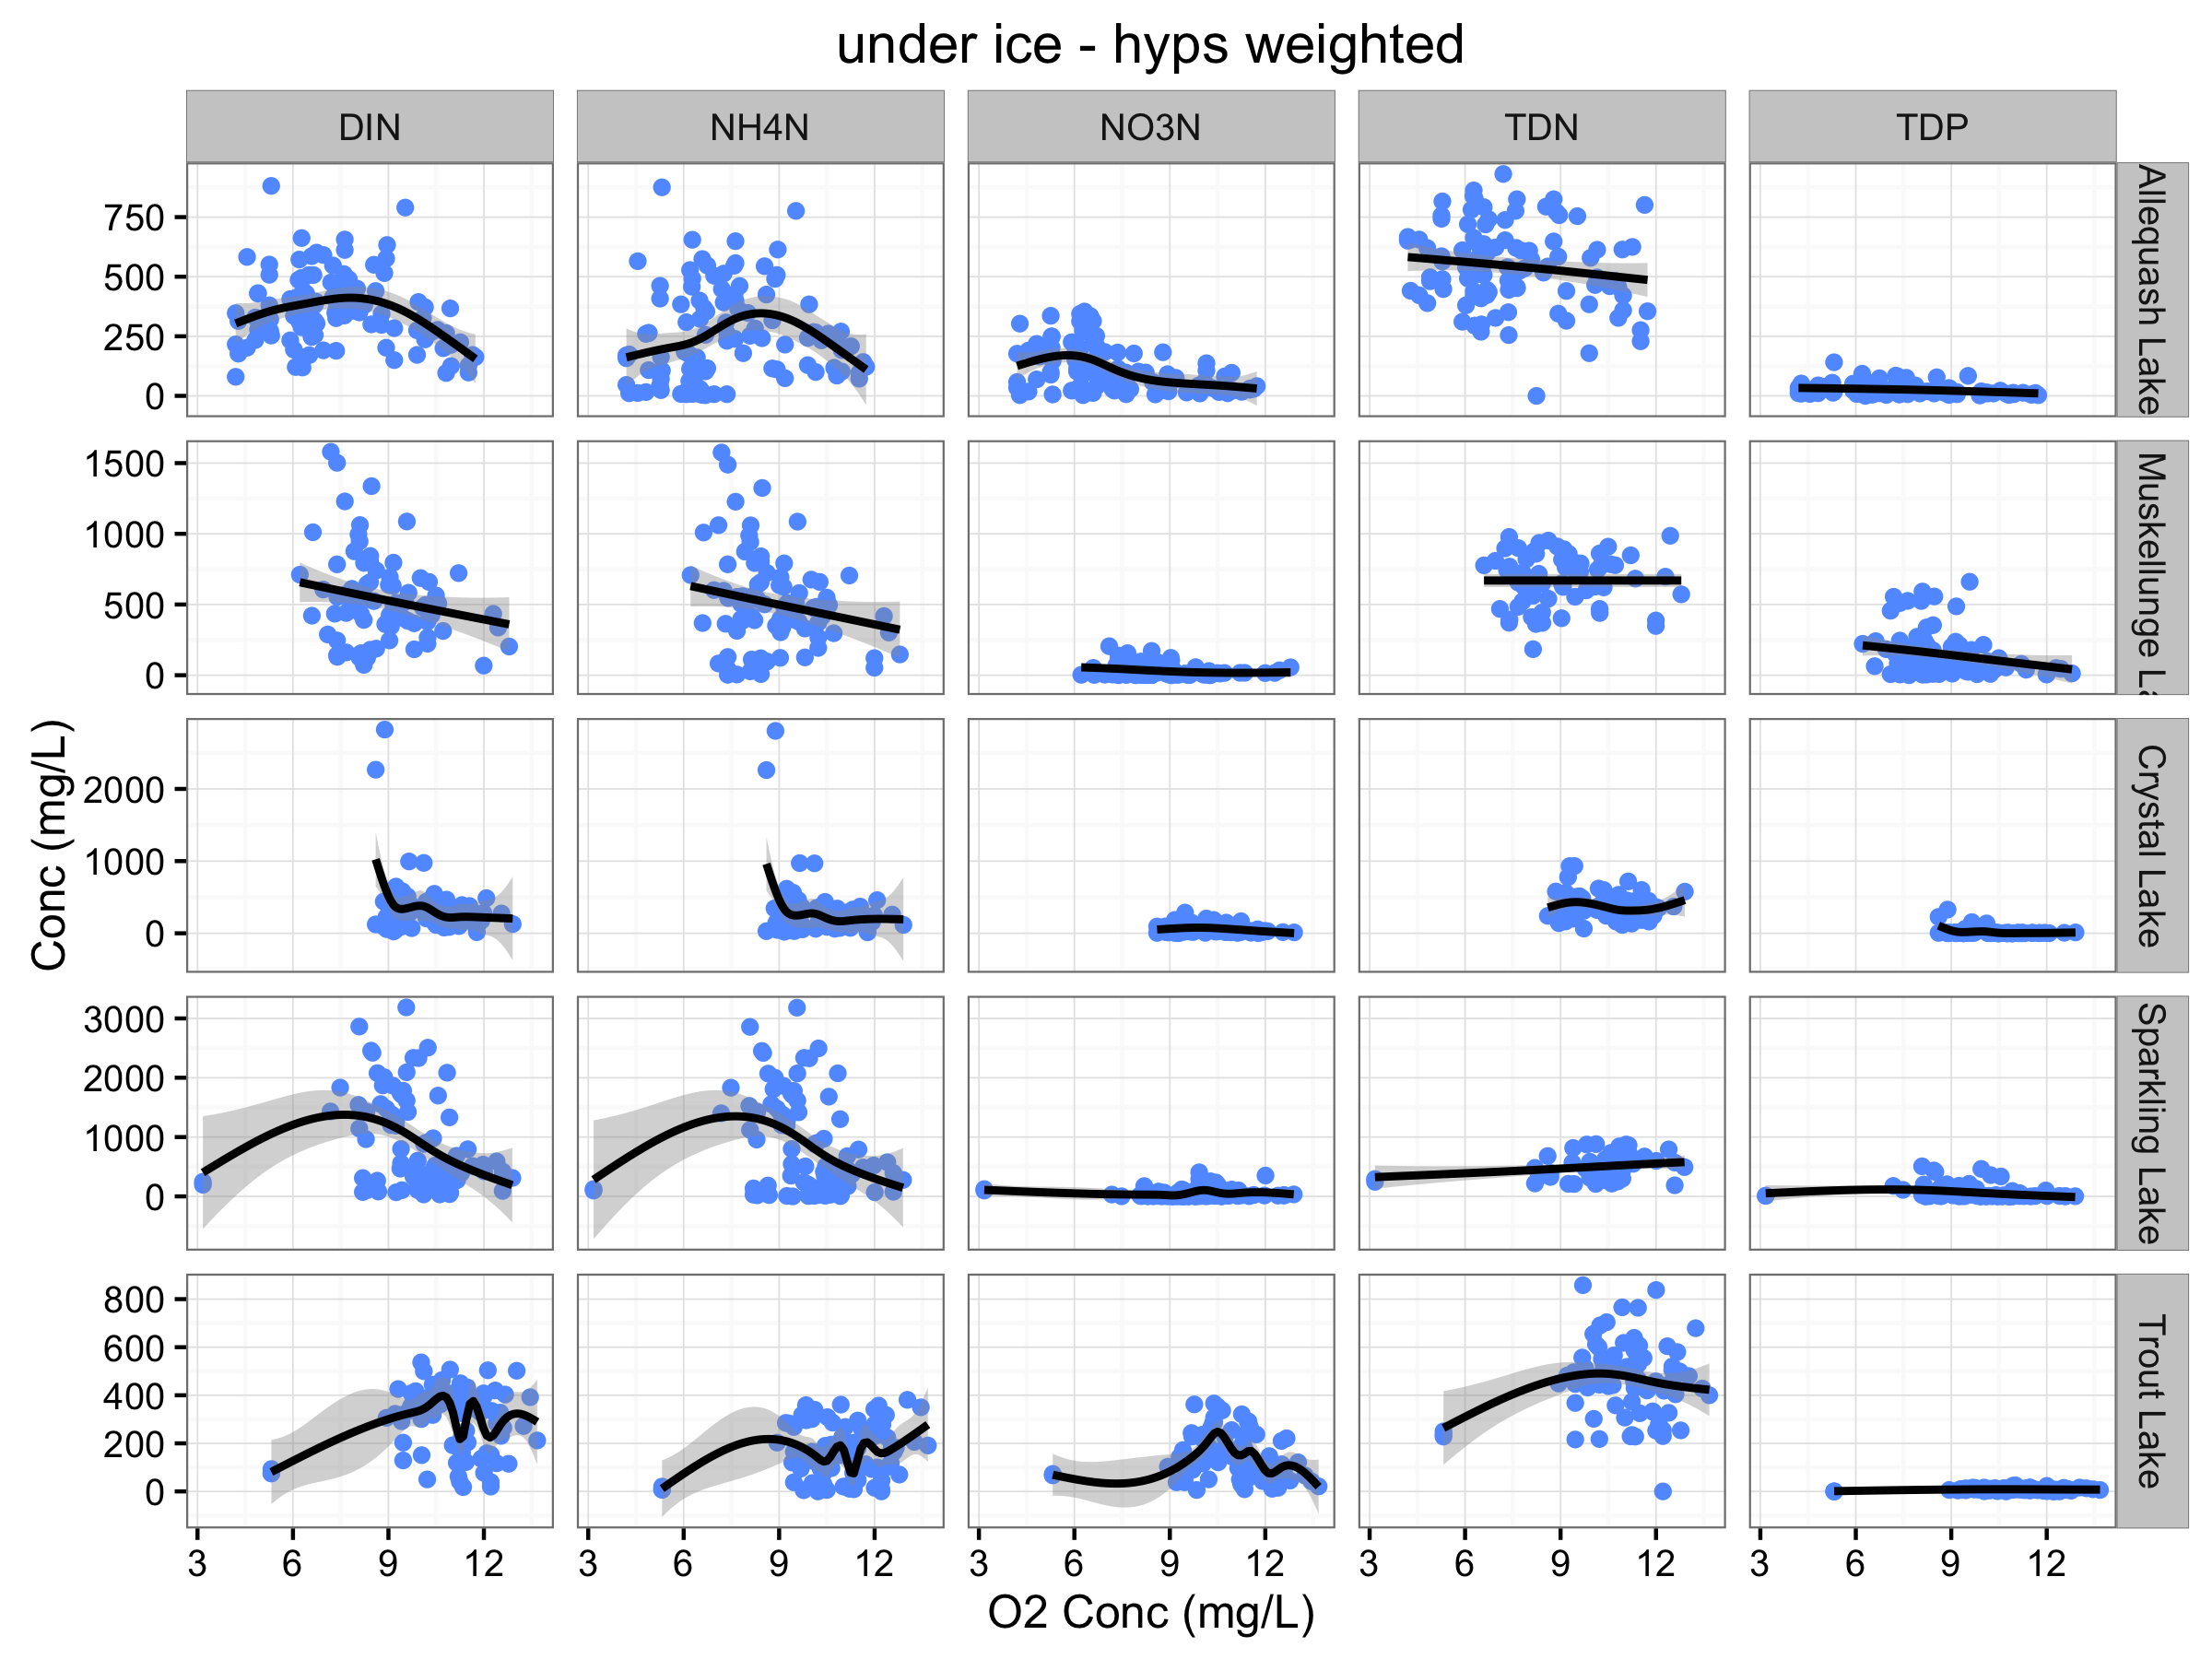 under ice - hyps weighted
DIN NH4N NO3N TDN TDP
750
500
250
0
Allequash Lake
1500
1000
500
0
Muskellunge La
2000
1000
0
Crystal Lake
3000
2000
1000
0
Sparkling Lake
800
600
400
200
0
Trout Lake
Conc (mg/L)
3 6 9 12 3 6 9 12 3 6 9 12 3 6 9 12 3 6 9 12
O2 Conc (mg/L)